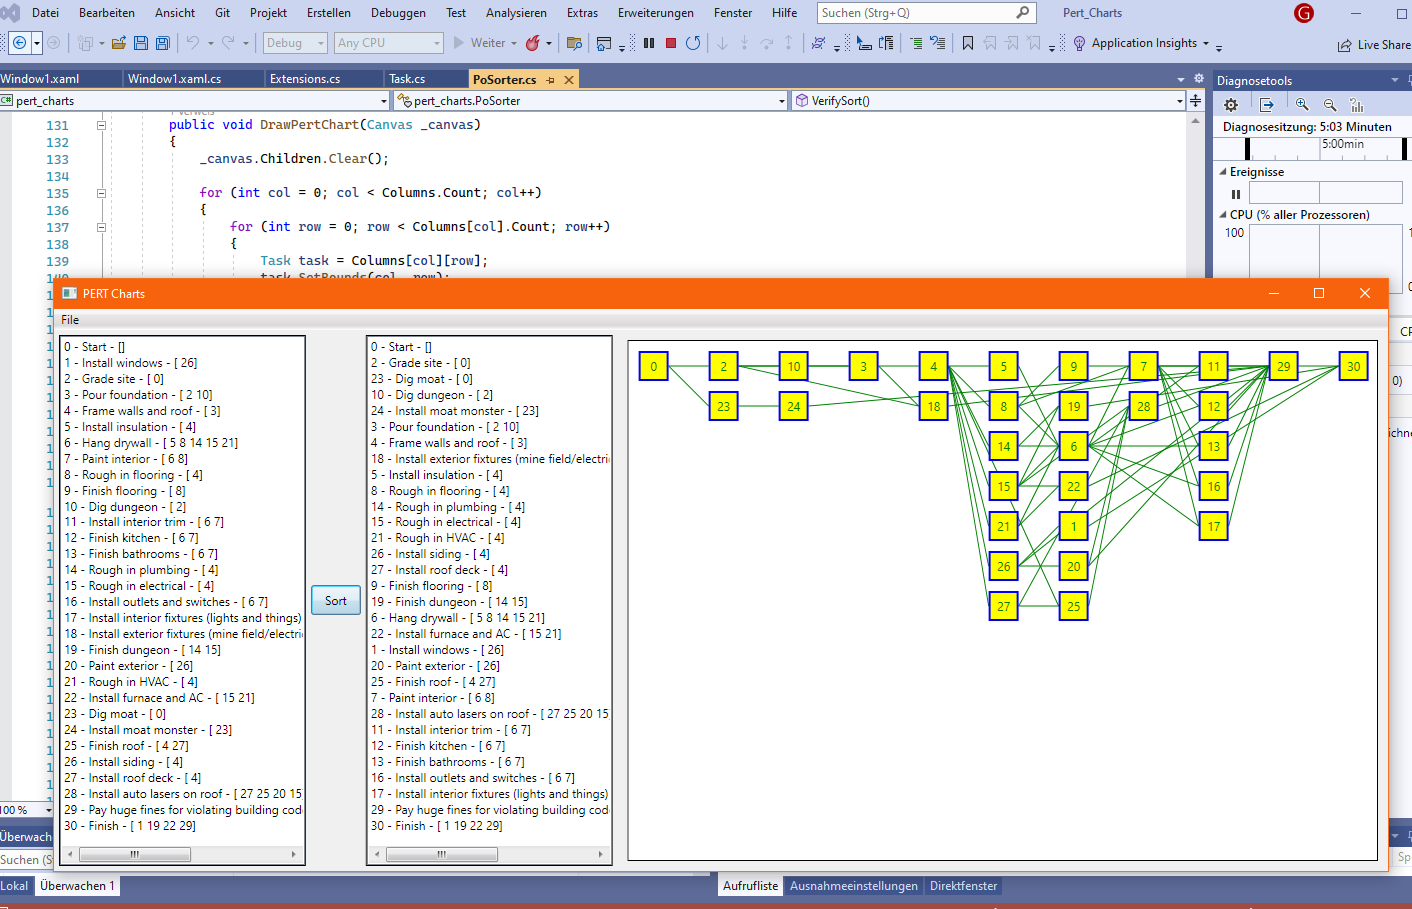 Datei Bearbeiten Ansicht Git Projekt Erstellen Debuggen Test Analysieren Extras Erweiterungen Fenster Hilfe Suchen (Strg+Q) Pert_Charts G
Debug Any CPU Weiter Application Insights Live Share
Window1.xaml Window1.xaml.cs Extensions.cs Task.cs PoSorter.cs
C# pert_charts pert_charts.PoSorter VerifySort()
131 public void DrawPertChart(Canvas _canvas)
132 {
133 _canvas.Children.Clear();
134
135 for (int col = 0; col < Columns.Count; col++)
136 {
137 for (int row = 0; row < Columns[col].Count; row++)
138 {
139 Task task = Columns[col][row];
Diagnosetools
Diagnosesitzung: 5:03 Minuten
5:00min
Ereignisse
CPU (% aller Prozessoren)
100
PERT Charts
File
0 - Start - []
1 - Install windows - [ 26]
2 - Grade site - [ 0]
3 - Pour foundation - [ 2 10]
4 - Frame walls and roof - [ 3]
5 - Install insulation - [ 4]
6 - Hang drywall - [ 5 8 14 15 21]
7 - Paint interior - [ 6 8]
8 - Rough in flooring - [ 4]
9 - Finish flooring - [ 8]
10 - Dig dungeon - [ 2]
11 - Install interior trim - [ 6 7]
12 - Finish kitchen - [ 6 7]
13 - Finish bathrooms - [ 6 7]
14 - Rough in plumbing - [ 4]
15 - Rough in electrical - [ 4]
16 - Install outlets and switches - [ 6 7]
17 - Install interior fixtures (lights and things)
18 - Install exterior fixtures (mine field/electri
19 - Finish dungeon - [ 14 15]
20 - Paint exterior - [ 26]
21 - Rough in HVAC - [ 4]
22 - Install furnace and AC - [ 15 21]
23 - Dig moat - [ 0]
24 - Install moat monster - [ 23]
25 - Finish roof - [ 4 27]
26 - Install siding - [ 4]
27 - Install roof deck - [ 4]
28 - Install auto lasers on roof - [ 27 25 20 15
29 - Pay huge fines for violating building cod
30 - Finish - [ 1 19 22 29]
Sort
0 - Start - []
2 - Grade site - [ 0]
23 - Dig moat - [ 0]
10 - Dig dungeon - [ 2]
24 - Install moat monster - [ 23]
3 - Pour foundation - [ 2 10]
4 - Frame walls and roof - [ 3]
18 - Install exterior fixtures (mine field/electri
5 - Install insulation - [ 4]
8 - Rough in flooring - [ 4]
14 - Rough in plumbing - [ 4]
15 - Rough in electrical - [ 4]
21 - Rough in HVAC - [ 4]
26 - Install siding - [ 4]
27 - Install roof deck - [ 4]
9 - Finish flooring - [ 8]
19 - Finish dungeon - [ 14 15]
6 - Hang drywall - [ 5 8 14 15 21]
22 - Install furnace and AC - [ 15 21]
1 - Install windows - [ 26]
20 - Paint exterior - [ 26]
25 - Finish roof - [ 4 27]
7 - Paint interior - [ 6 8]
28 - Install auto lasers on roof - [ 27 25 20 15
11 - Install interior trim - [ 6 7]
12 - Finish kitchen - [ 6 7]
13 - Finish bathrooms - [ 6 7]
16 - Install outlets and switches - [ 6 7]
17 - Install interior fixtures (lights and things)
29 - Pay huge fines for violating building cod
30 - Finish - [ 1 19 22 29]
0 2 10 3 4 5 9 7 11 29 30
23 24 18 8 19 28 12
14 6 13
15 22 16
21 1 17
26 20
27 25
100 %
Überwach
Suchen (S
Lokal Überwachen 1
Aufrufliste Ausnahmeeinstellungen Direktfenster